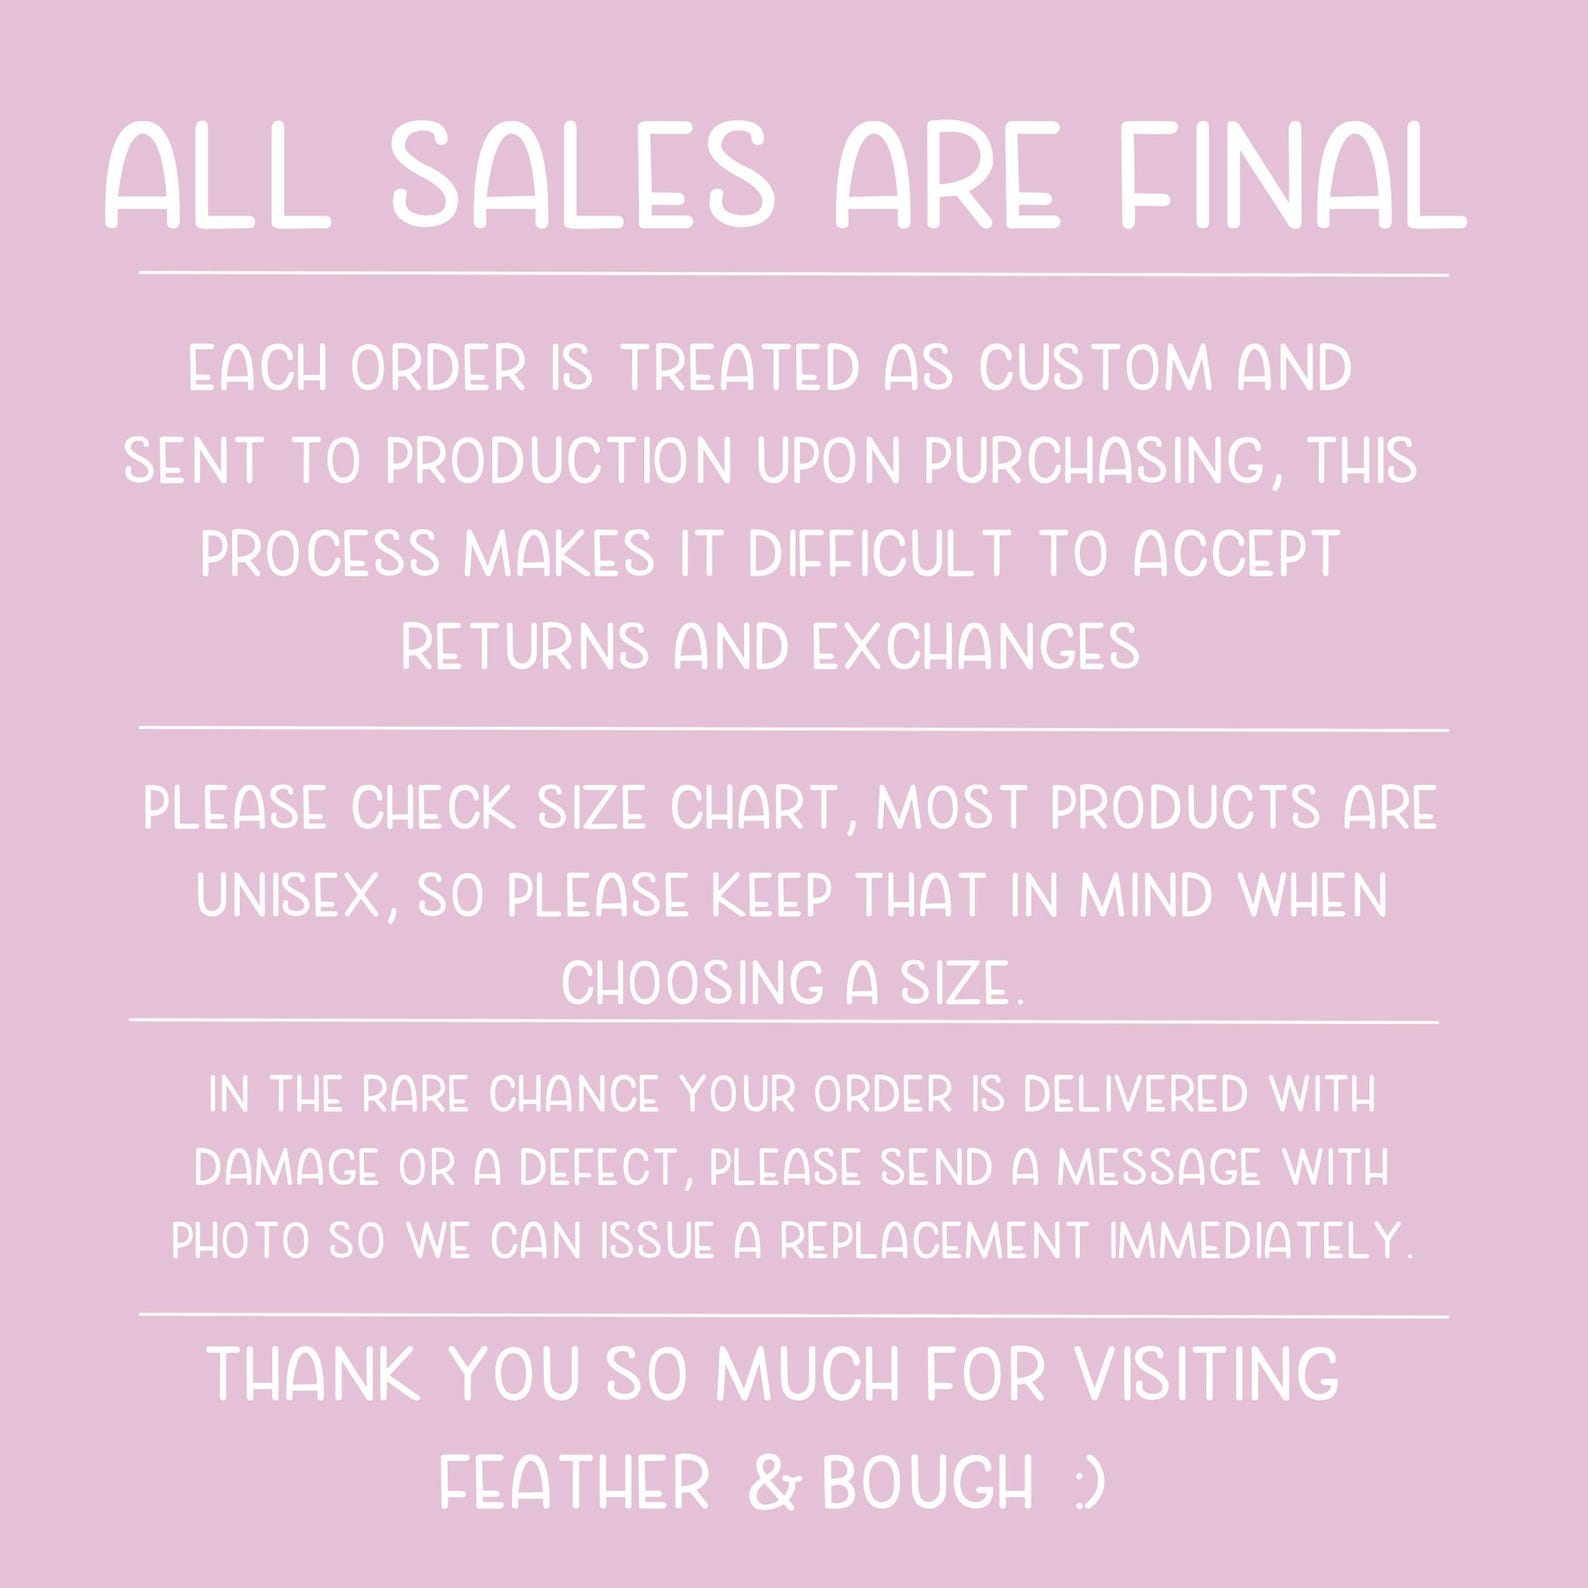 ALL SALES ARE FINAL
EACH ORDER IS TREATED AS CUSTOM AND
SENT TO PRODUCTION UPON PURCHASING, THIS
PROCESS MAKES IT DIFFICULT TO ACCEPT
RETURNS AND EXCHANGES
PLEASE CHECK SIZE CHART, MOST PRODUCTS ARE
UNISEX, SO PLEASE KEEP THAT IN MIND WHEN
CHOOSING A SIZE.
IN THE RARE CHANCE YOUR ORDER IS DELIVERED WITH
DAMAGE OR A DEFECT, PLEASE SEND A MESSAGE WITH
PHOTO SO WE CAN ISSUE A REPLACEMENT IMMEDIATELY.
THANK YOU SO MUCH FOR VISITING
FEATHER & BOUGH :)